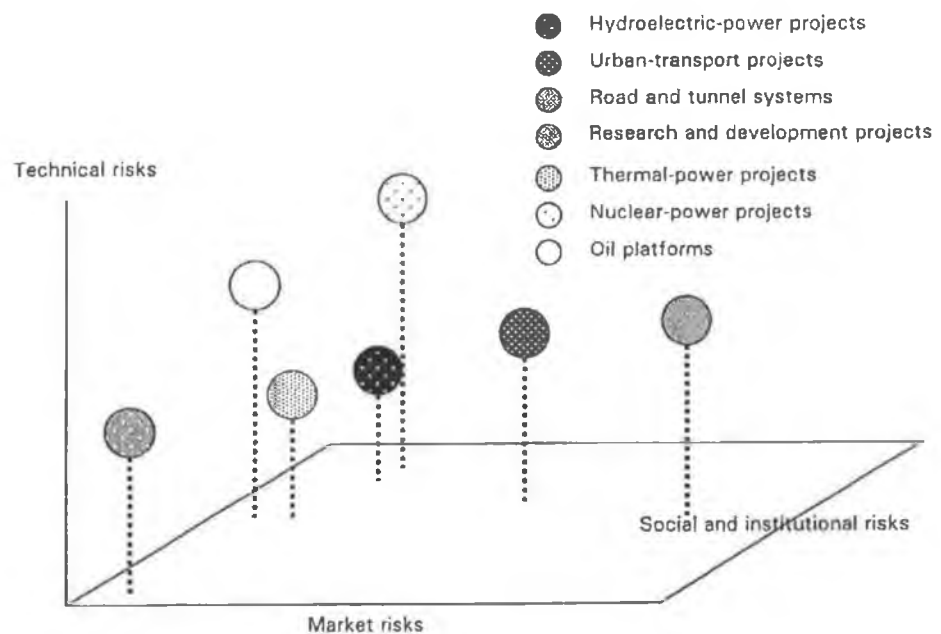 Hydroelectric-power projects
Urban-transport projects
Road and tunnel systems
Research and development projects
Technical risks
Thermal-power projects
Nuclear-power projects
Oil platforms
Social and institutional risks
Market risks